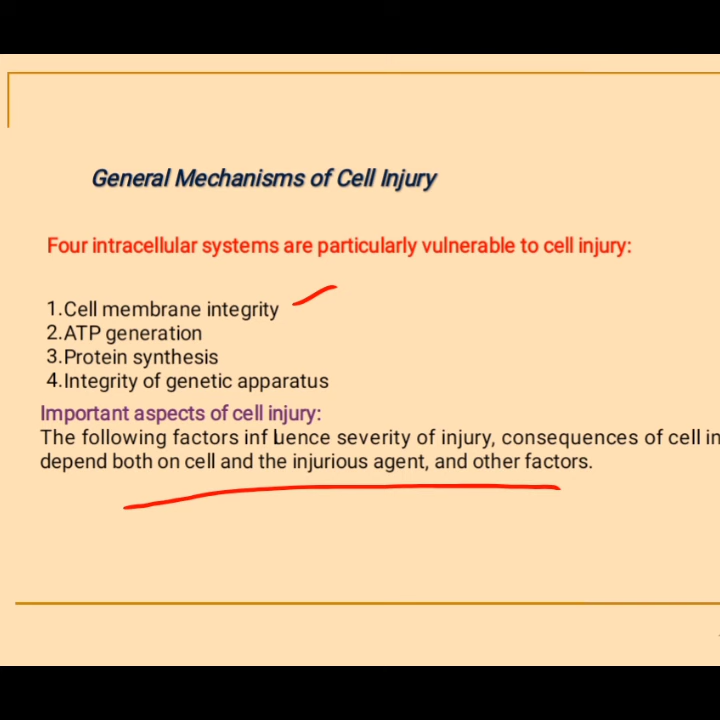 General Mechanisms of Cell Injury
Four intracellular systems are particularly vulnerable to cell injury:
1.Cell membrane integrity
2.ATP generation
3.Protein synthesis
4.Integrity of genetic apparatus
Important aspects of cell injury:
The following factors influence severity of injury, consequences of cell in
depend both on cell and the injurious agent, and other factors.